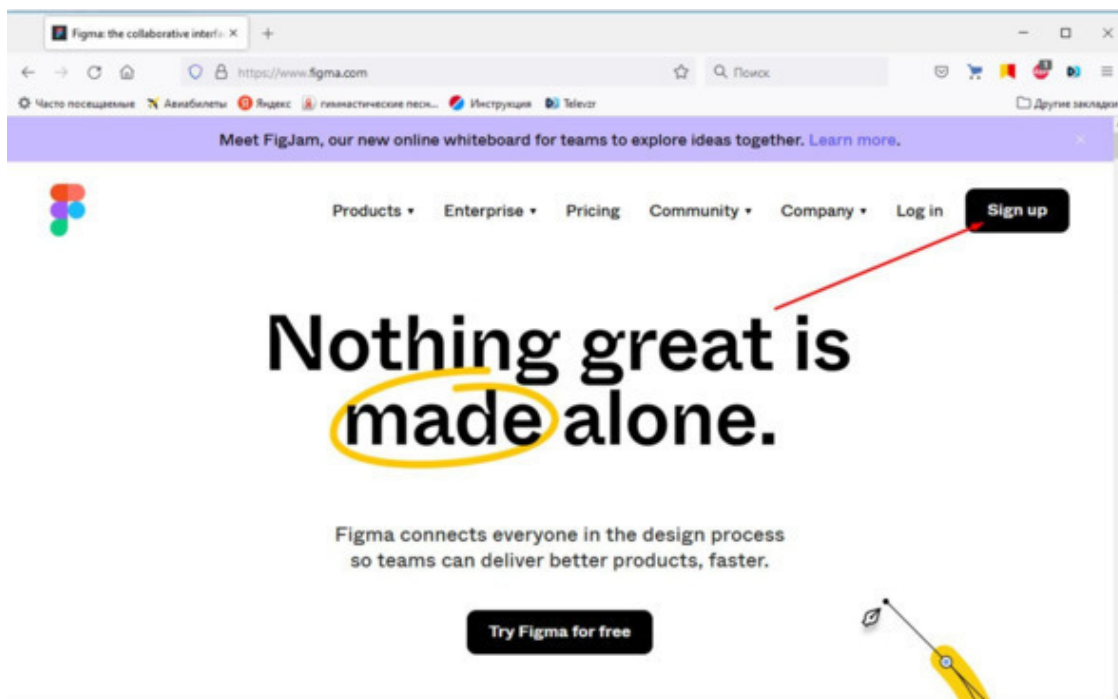 Figma: the collaborative interfa
https://www.figma.com
Поиск
Часто посещаемые Авиабилеты Яндекс гимнастические песн... Инструкция Televizr
Другие закладки
Meet FigJam, our new online whiteboard for teams to explore ideas together. Learn more.
Products Enterprise Pricing Community Company Log in Sign up
Nothing great is
made alone.
Figma connects everyone in the design process
so teams can deliver better products, faster.
Try Figma for free